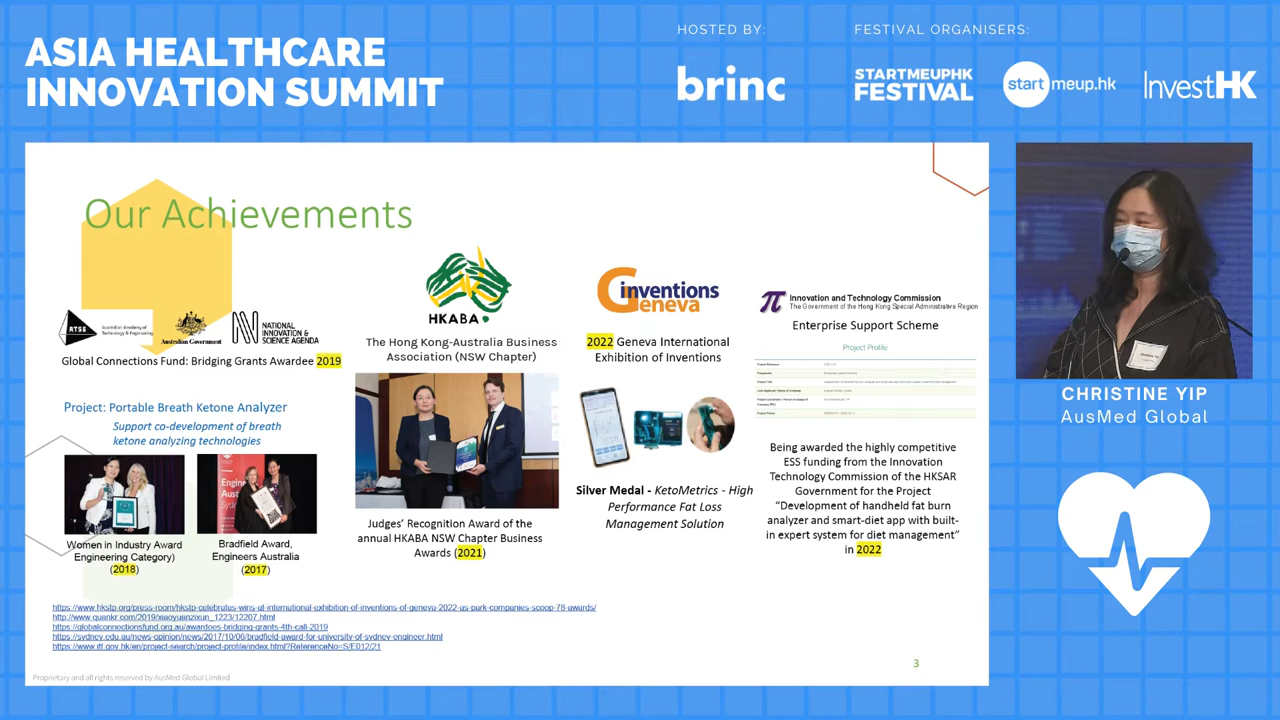 ASIA HEALTHCARE
INNOVATION SUMMIT
HOSTED BY:
brinc
FESTIVAL ORGANISERS:
STARTMEUPHK
FESTIVAL
startmeup.hk
InvestHK
Our Achievements
ATSE
Australian Government
NATIONAL
INNOVATION &
SCIENCE AGENDA
Global Connections Fund: Bridging Grants Awardee 2019
Project: Portable Breath Ketone Analyzer
Support co-development of breath
ketone analyzing technologies
Women in Industry Award
Engineering Category)
(2018)
Bradfield Award,
Engineers Australia
(2017)
HKABA
The Hong Kong-Australia Business
Association (NSW Chapter)
Judges' Recognition Award of the
annual HKABA NSW Chapter Business
Awards (2021)
inventions
Geneva
2022 Geneva International
Exhibition of Inventions
Silver Medal - KetoMetrics - High
Performance Fat Loss
Management Solution
Innovation and Technology Commission
The Government of the Hong Kong Special Administrative Region
Enterprise Support Scheme
Project Profile
Being awarded the highly competitive
ESS funding from the Innovation
Technology Commission of the HKSAR
Government for the Project
"Development of handheld fat burn
analyzer and smart-diet app with built-
in expert system for diet management"
in 2022
https://www.hkstp.org/press-room/hkstp-celebrates-wins-at-international-exhibition-of-inventions-of-geneva-2022-as-park-companies-scoop-78-awards/
http://www.quankr.com/2019/xiaoyuanzixun_1223/12207.html
https://globalconnectionsfund.org.au/awardees-bridging-grants-4th-call-2019
https://sydney.edu.au/news-opinion/news/2017/10/06/bradfield-award-for-university-of-sydney-engineer.html
https://www.itf.gov.hk/en/project-search/project-profile/index.html?ReferenceNo=S/E012/21
3
Proprietary and all rights reserved by AusMed Global Limited
CHRISTINE YIP
AusMed Global